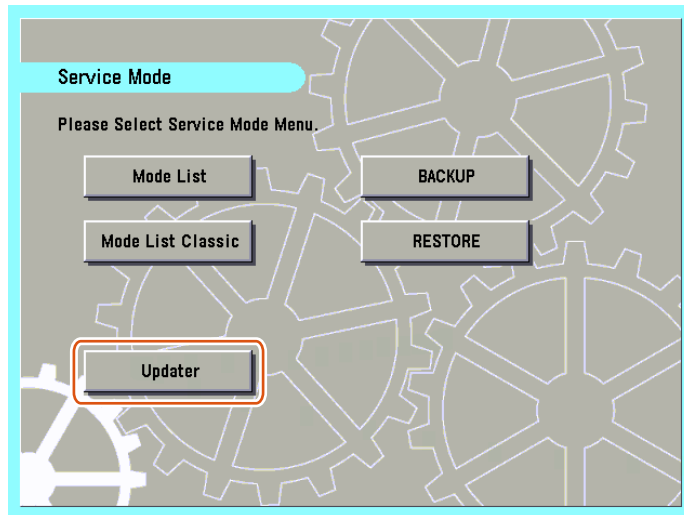 Service Mode
Please Select Service Mode Menu.
Mode List
BACKUP
Mode List Classic
RESTORE
Updater